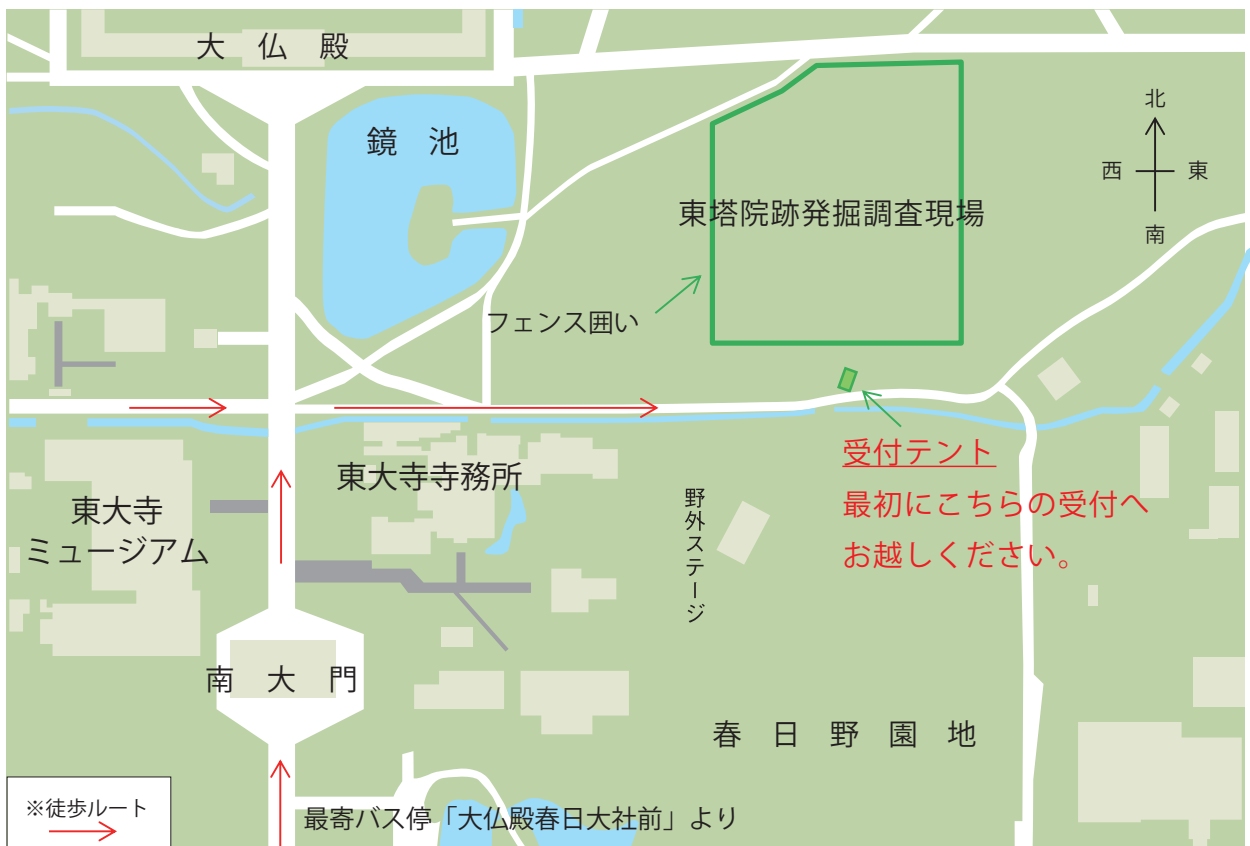 大仏殿
鏡池
北
西 東
南
東塔院跡発掘調査現場
フェンス囲い
受付テント
最初にこちらの受付へ
お越しください。
東大寺寺務所
東大寺
ミュージアム
野外ステージ
南大門
春日野園地
※徒歩ルート
最寄バス停「大仏殿春日大社前」より